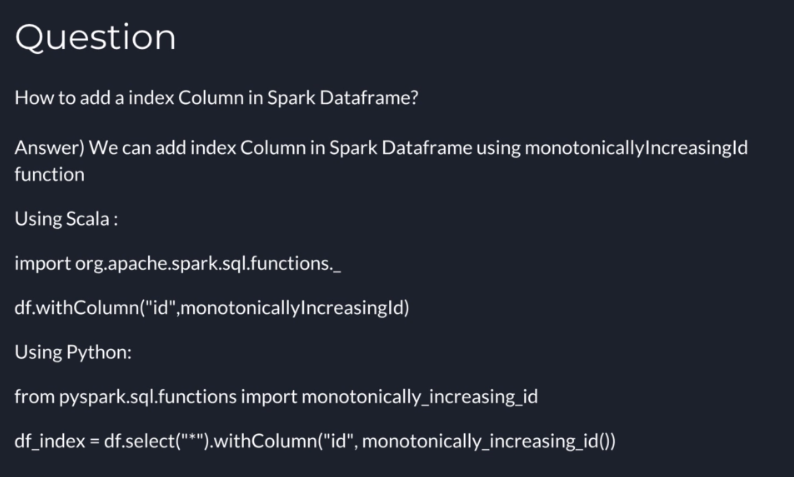 Question
How to add a index Column in Spark Dataframe?
Answer) We can add index Column in Spark Dataframe using monotonicallyIncreasingId
function
Using Scala :
import org.apache.spark.sql.functions._
df.withColumn("id",monotonicallyIncreasingId)
Using Python:
from pyspark.sql.functions import monotonically_increasing_id
df_index = df.select("*").withColumn("id", monotonically_increasing_id())